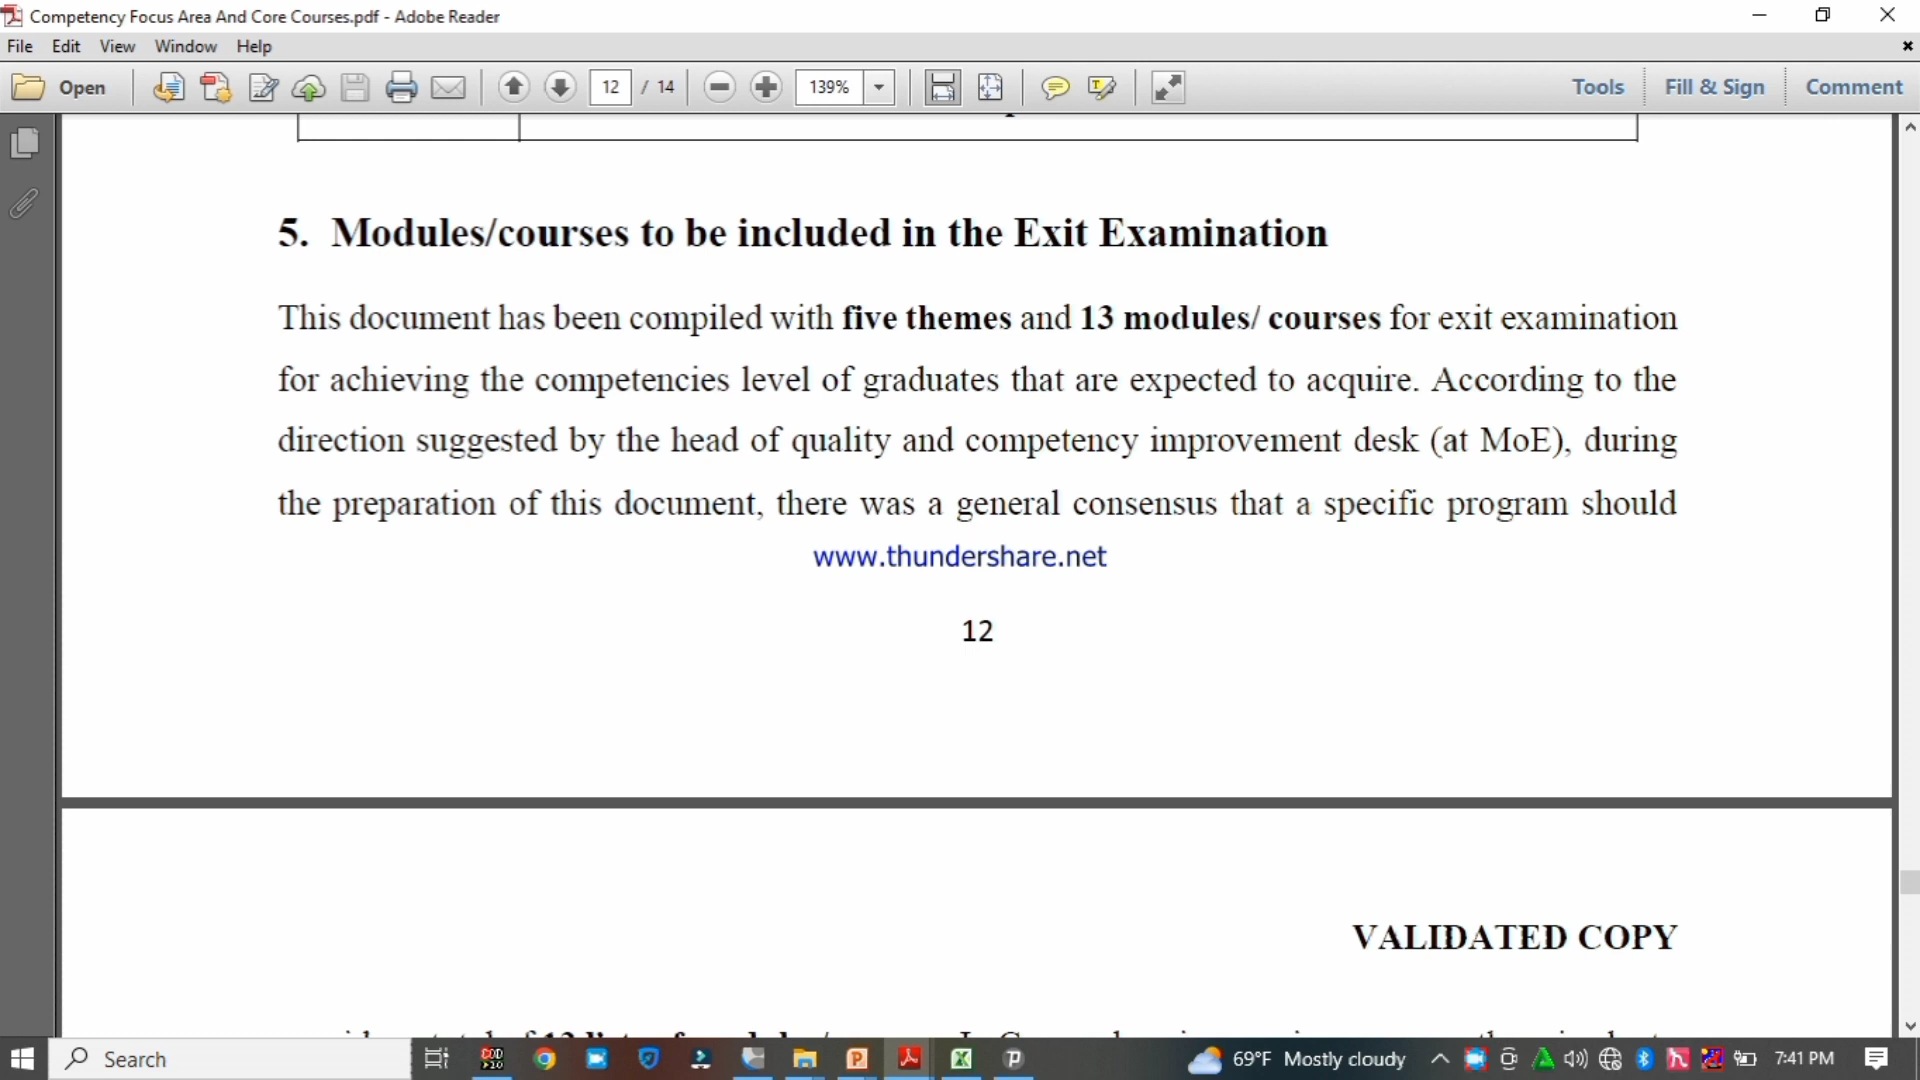 Competency Focus Area And Core Courses.pdf - Adobe Reader
File Edit View Window Help
Open 12 / 14 139% Tools Fill & Sign Comment
5. Modules/courses to be included in the Exit Examination
This document has been compiled with five themes and 13 modules/ courses for exit examination
for achieving the competencies level of graduates that are expected to acquire. According to the
direction suggested by the head of quality and competency improvement desk (at MoE), during
the preparation of this document, there was a general consensus that a specific program should
www.thundershare.net
12
VALIDATED COPY
Search 69°F Mostly cloudy 7:41 PM